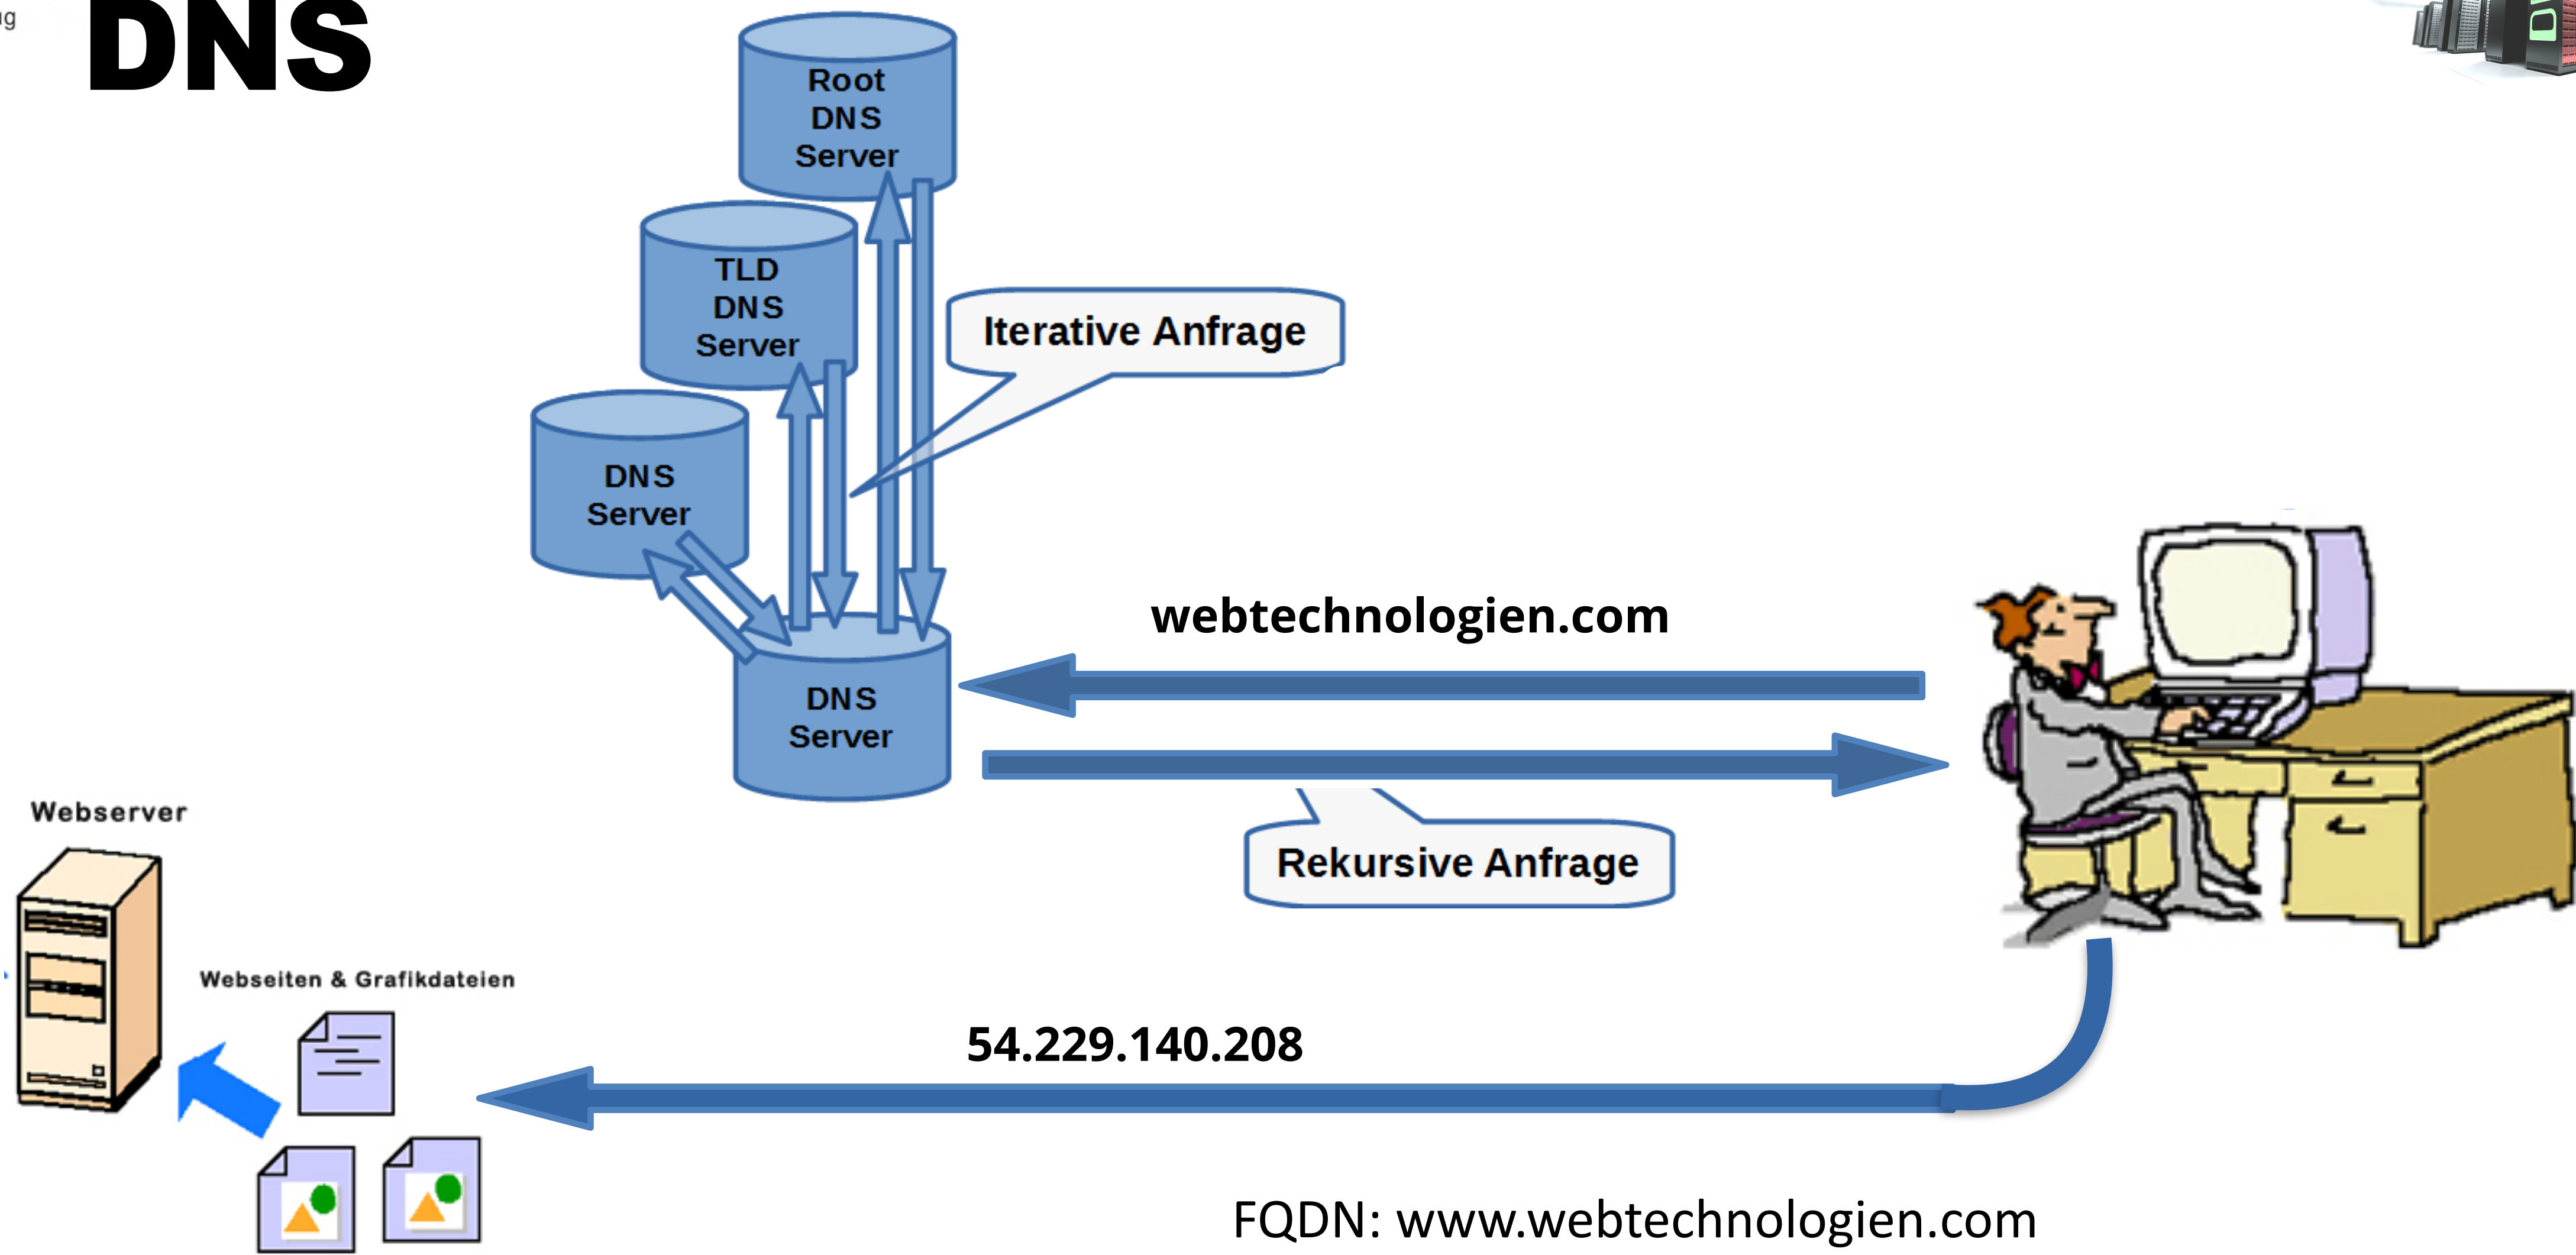 DNS
Root
DNS
Server
TLD
DNS
Server
Iterative Anfrage
DNS
Server
webtechnologien.com
DNS
Server
Rekursive Anfrage
Webserver
Webseiten & Grafikdateien
54.229.140.208
FQDN: www.webtechnologien.com